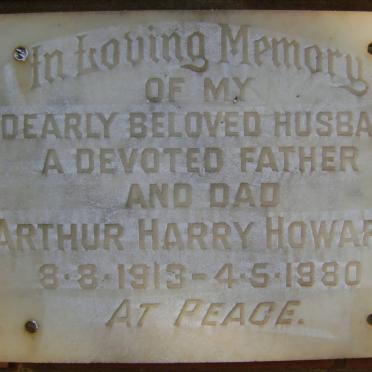 In Loving Memory
OF MY
DEARLY BELOVED HUSBA
A DEVOTED FATHER
AND DAD
ARTHUR HARRY HOWAR
8·8·1913-4·5·1980
AT PEACE.